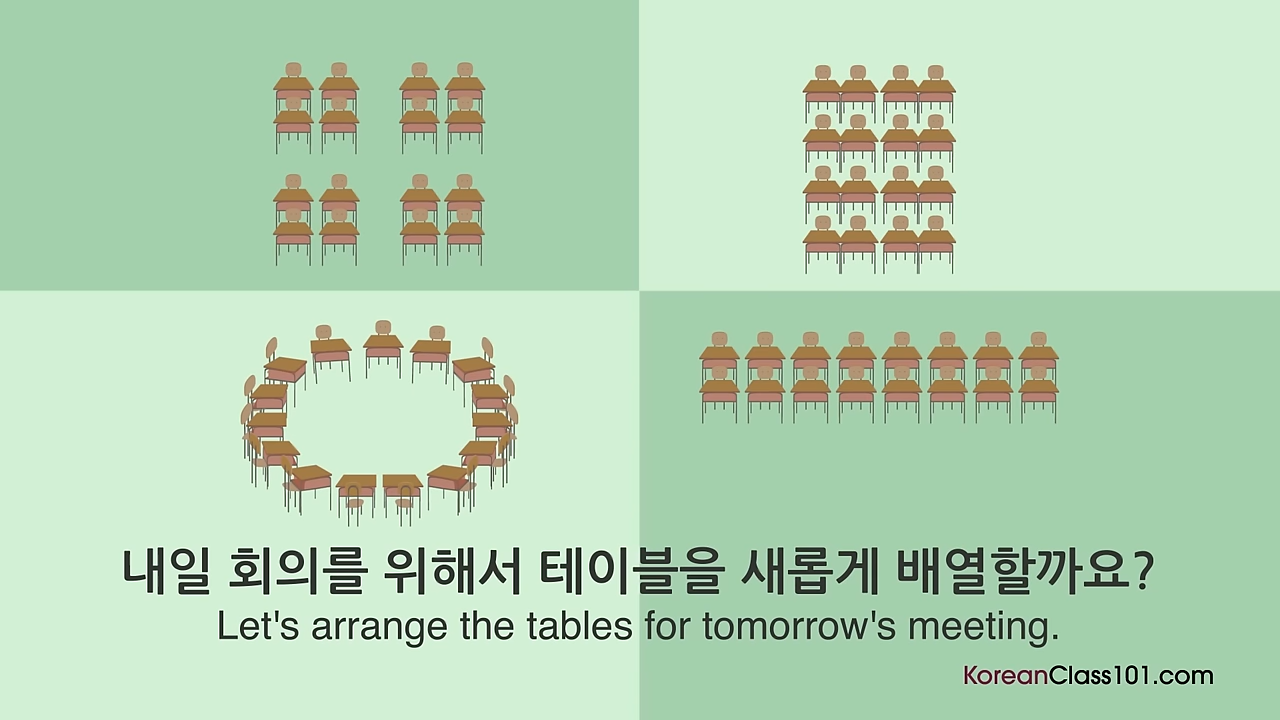 내일 회의를 위해서 테이블을 새롭게 배열할까요?
Let's arrange the tables for tomorrow's meeting.
KoreanClass101.com